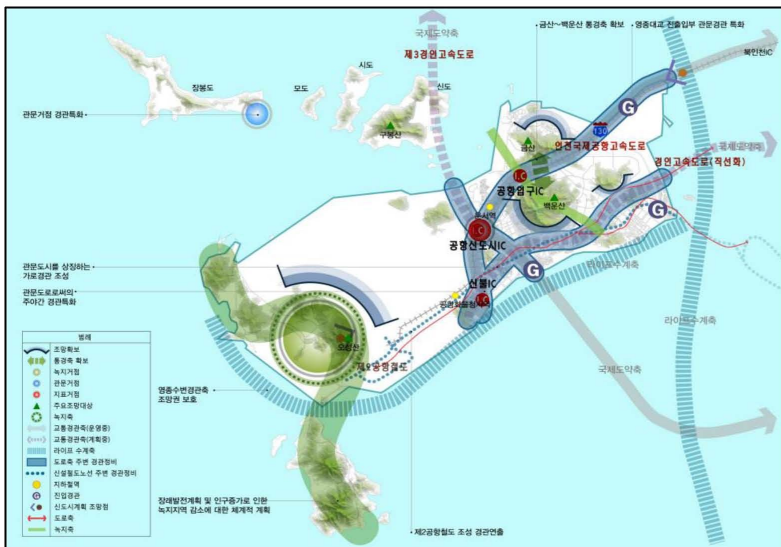 국제도약축
금산~백운산 통경축 확보
영종대교 진출입부 관문경관 특화
제3경인고속도로
북인천IC
시도
장봉도
모도
신도
관문거점 경관특화
구봉산
금산
130
인천국제공항고속도로
국제도약축
경인고속도로(직선화)
I.C
공항입구IC
운서역
백운산
I.C
공항신도시IC
라이프수계축
관문도시를 상징하는
가로경관 조성
신불IC
관문도로로써의
주야간 경관특화
I.C
라이프수계축
오성산
제2공항철도
국제도약축
범례
조망확보
통경축 확보
녹지거점
관문거점
지표거점
주요조망대상
녹지축
교통경관축(운영중)
교통경관축(계획중)
라이프 수계축
도로축 주변 경관정비
신설철도노선 주변 경관정비
지하철역
진입경관
신도시계획 조망점
도로축
녹지축
영종수변경관축
조망권 보호
장래발전계획 및 인구증가로 인한
녹지지역 감소에 대한 체계적 계획
제2공항철도 조성 경관연출